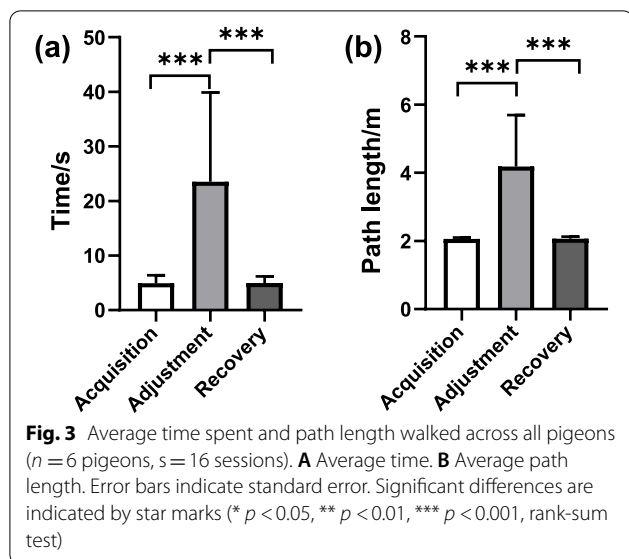 (a)
***
***
50
40
30
20
10
0
Time/s
Acquisition
Adjustment
Recovery
(b)
***
***
8
6
4
2
0
Path length/m
Acquisition
Adjustment
Recovery
Fig. 3 Average time spent and path length walked across all pigeons
(n = 6 pigeons, s = 16 sessions). A Average time. B Average path
length. Error bars indicate standard error. Significant differences are
indicated by star marks (* p < 0.05, ** p < 0.01, *** p < 0.001, rank-sum
test)